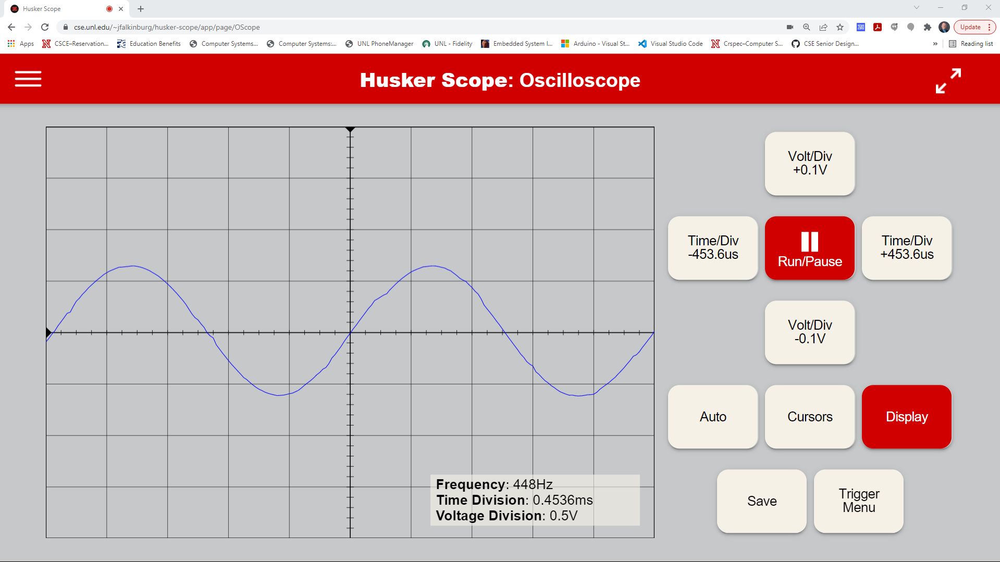 Husker Scope
cse.unl.edu/~jfalkinburg/husker-scope/app/page/OScope
Update
Apps
CSCE–Reservation...
Education Benefits
Computer Systems...
Computer Systems:...
UNL PhoneManager
UNL - Fidelity
Embedded System I...
Arduino - Visual St...
Visual Studio Code
Crspec–Computer S...
CSE Senior Design...
»
Reading list
Husker Scope: Oscilloscope
Volt/Div
+0.1V
Time/Div
-453.6us
Run/Pause
Time/Div
+453.6us
Volt/Div
-0.1V
Auto
Cursors
Display
Frequency: 448Hz
Time Division: 0.4536ms
Voltage Division: 0.5V
Save
Trigger
Menu